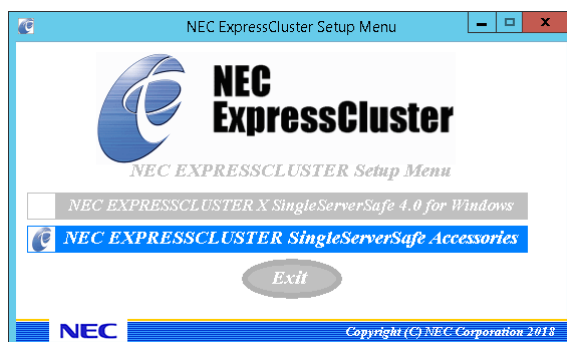 NEC ExpressCluster Setup Menu
NEC
ExpressCluster
NEC EXPRESSCLUSTER Setup Menu
NEC EXPRESSCLUSTER X SingleServerSafe 4.0 for Windows
NEC EXPRESSCLUSTER SingleServerSafe Accessories
Exit
NEC
Copyright (C) NEC Corporation 2018